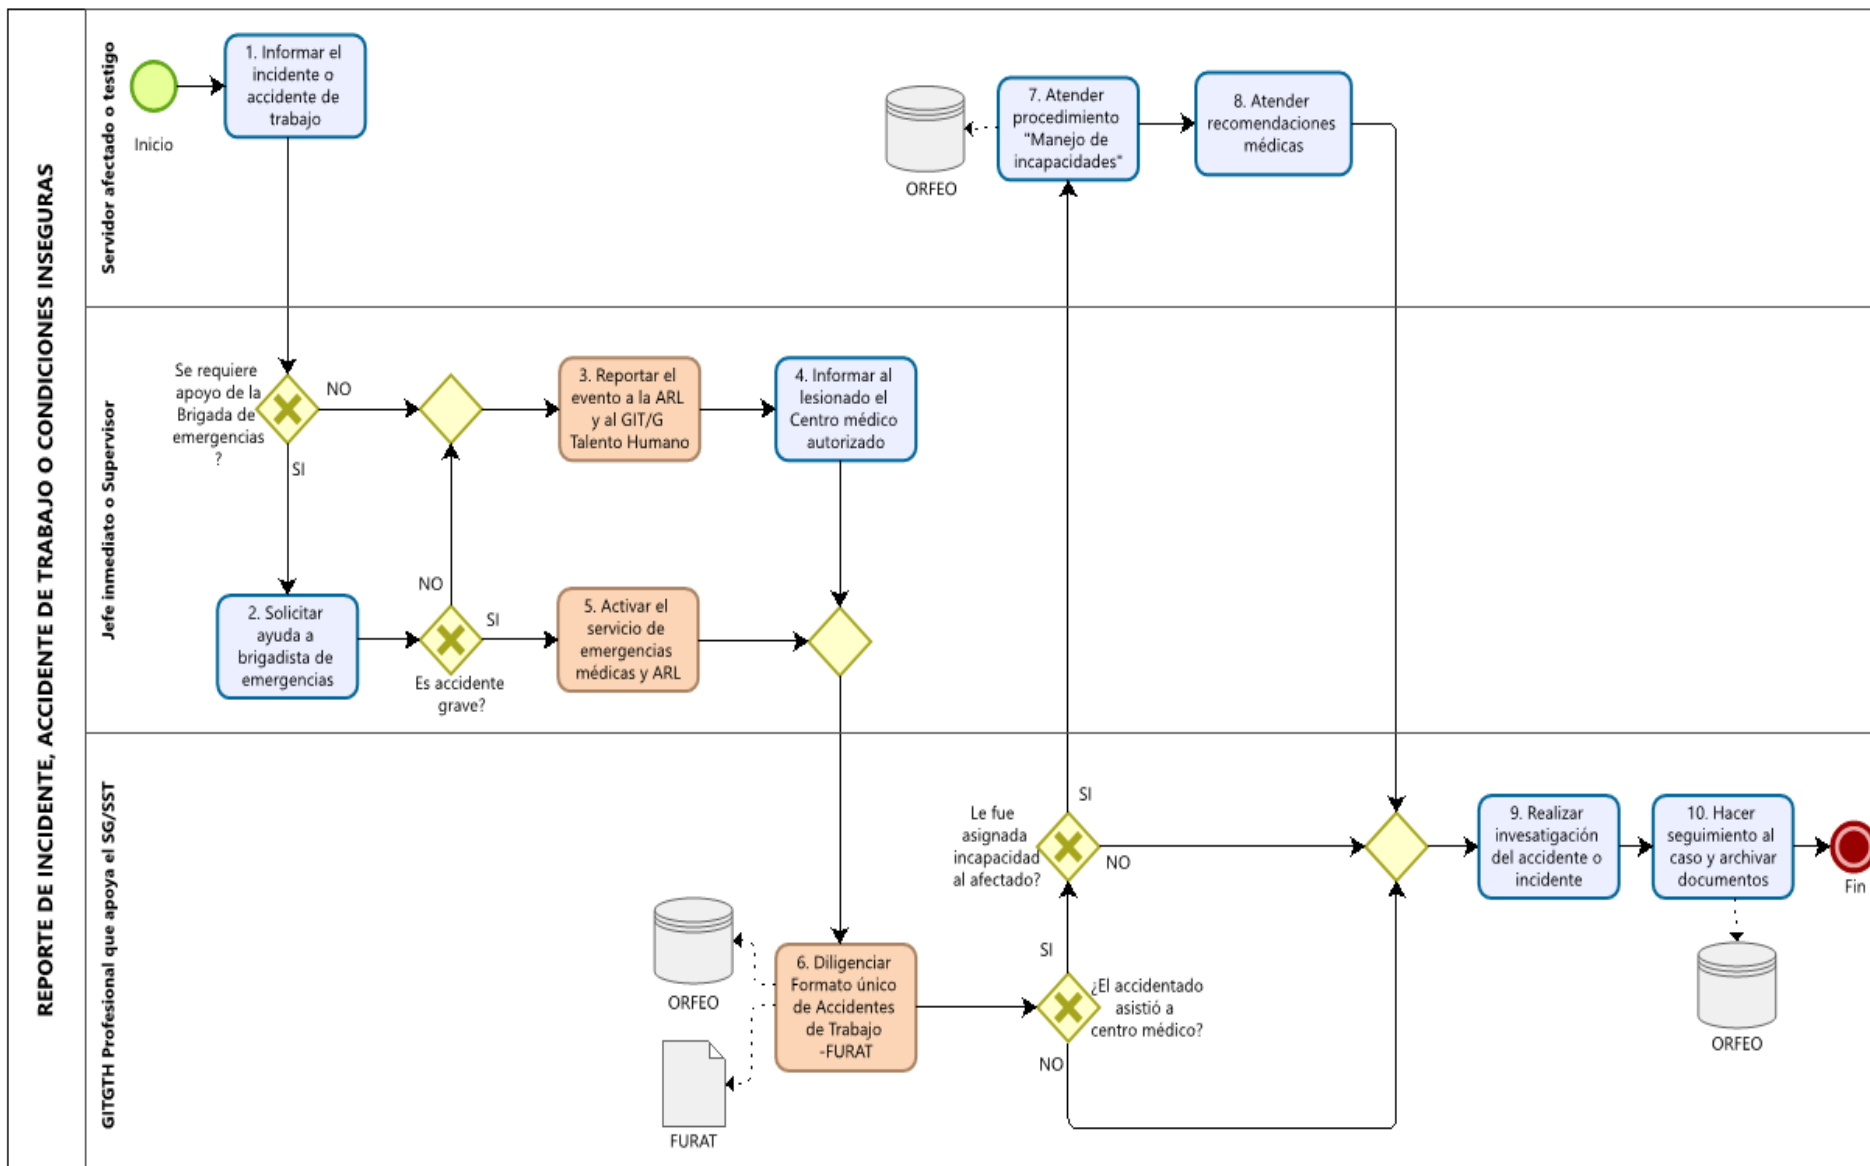 REPORTE DE INCIDENTE, ACCIDENTE DE TRABAJO O CONDICIONES INSEGURAS
Servidor afectado o testigo
Inicio
1. Informar el
incidente o
accidente de
trabajo
ORFEO
7. Atender
procedimiento
"Manejo de
incapacidades"
8. Atender
recomendaciones
médicas
Jefe inmediato o Supervisor
Se requiere
apoyo de la
Brigada de
emergencias
?
NO
SI
2. Solicitar
ayuda a
brigadista de
emergencias
NO
SI
Es accidente
grave?
3. Reportar el
evento a la ARL
y al GIT/G
Talento Humano
4. Informar al
lesionado el
Centro médico
autorizado
5. Activar el
servicio de
emergencias
médicas y ARL
GITGTH Profesional que apoya el SG/SST
ORFEO
FURAT
6. Diligenciar
Formato único
de Accidentes
de Trabajo
-FURAT
Le fue
asignada
incapacidad
al afectado?
SI
NO
SI
¿El accidentado
asistió a
centro médico?
NO
9. Realizar
invesatigación
del accidente o
incidente
10. Hacer
seguimiento al
caso y archivar
documentos
Fin
ORFEO